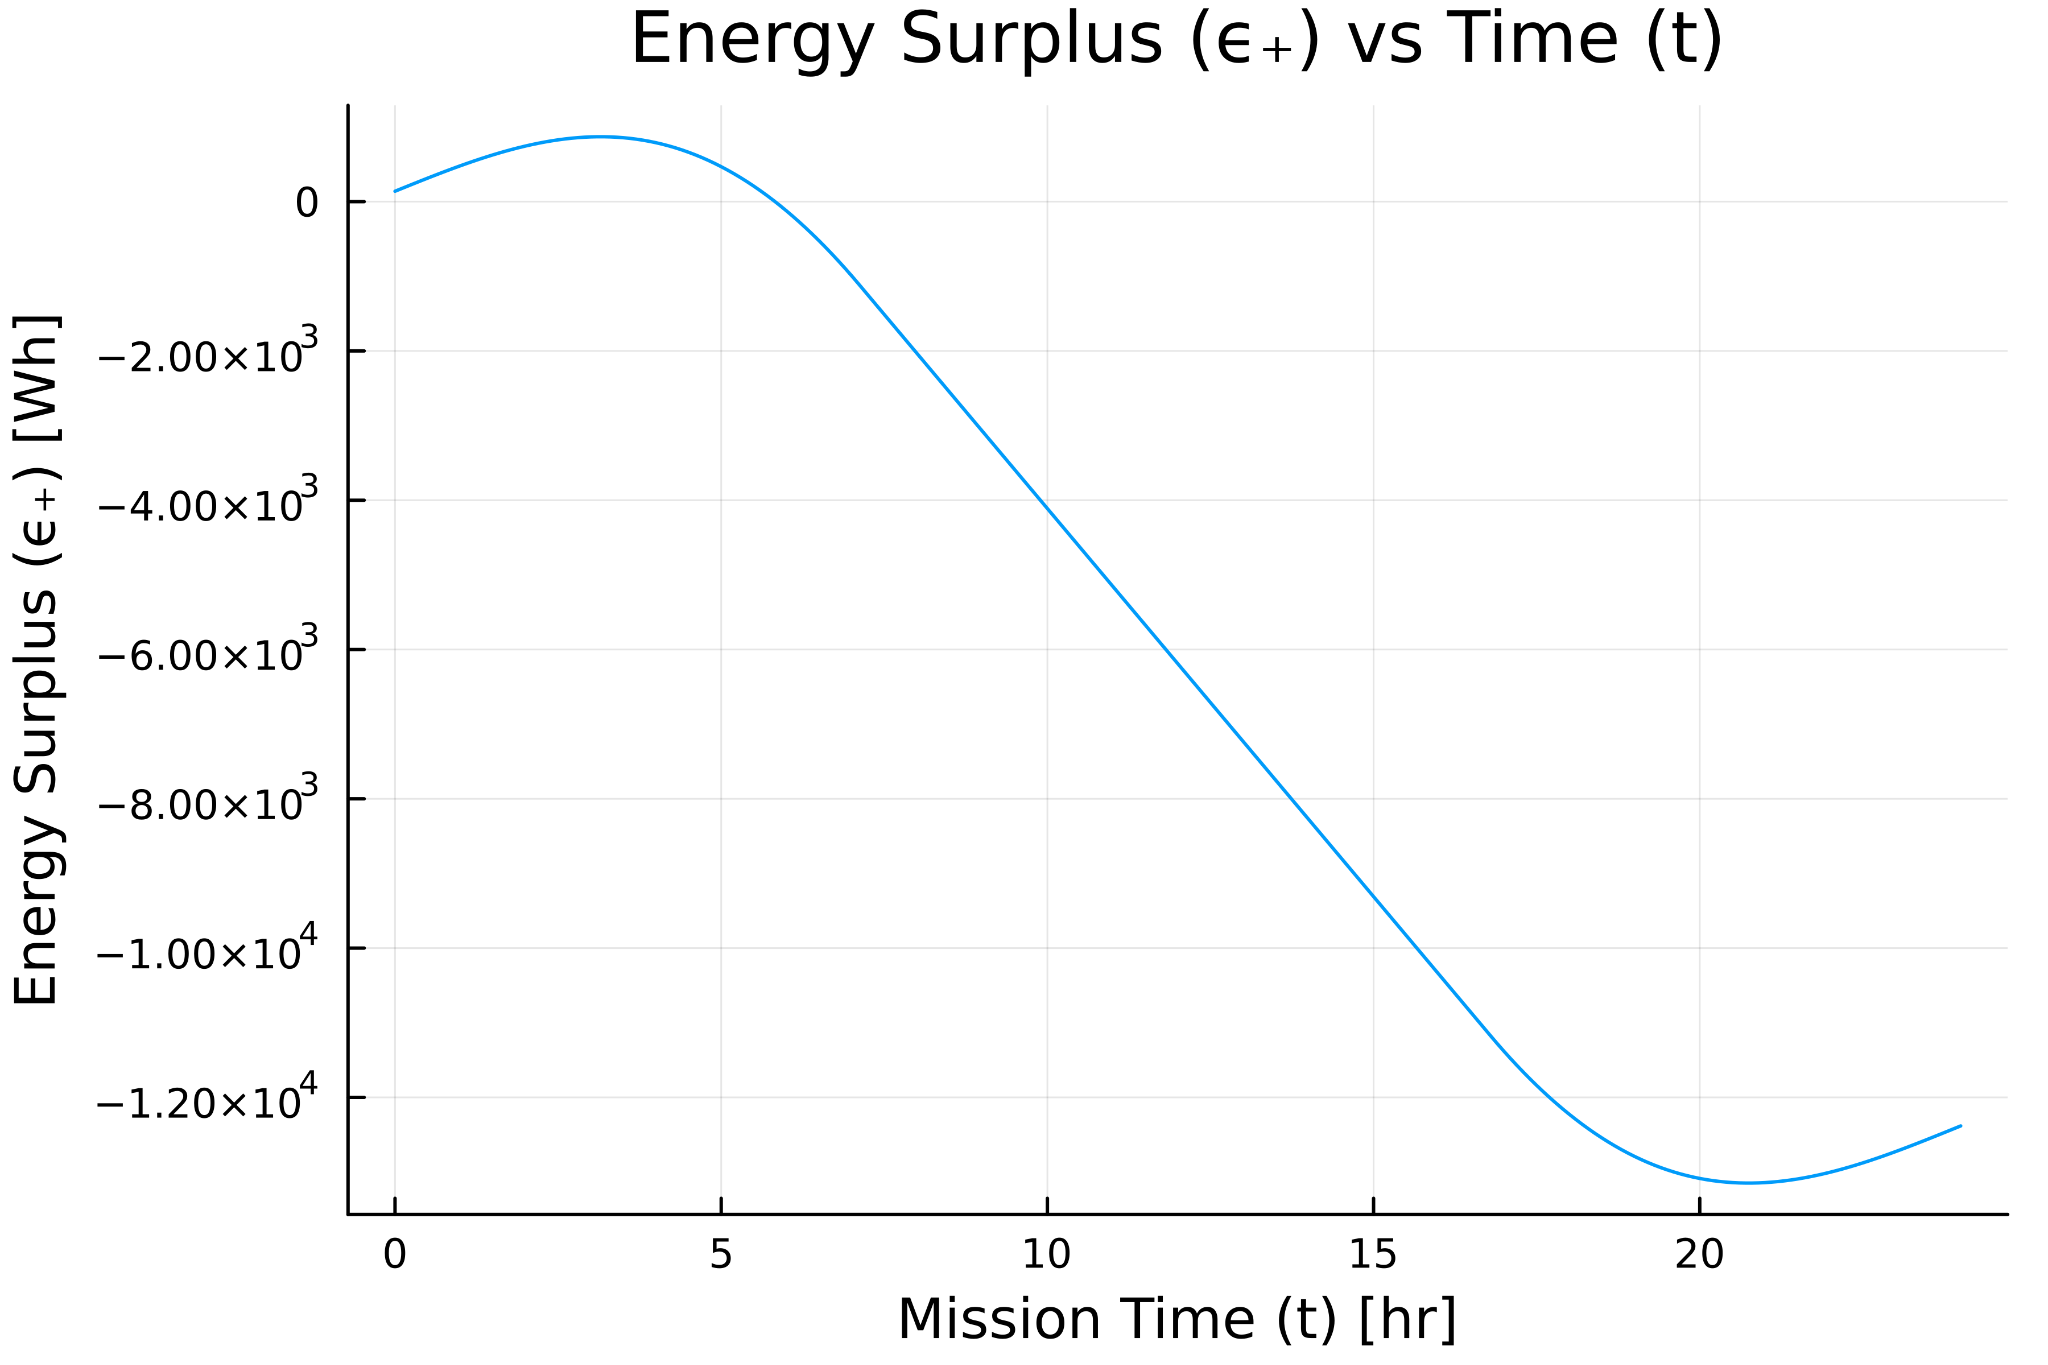 Energy Surplus (ϵ₊) vs Time (t)
Energy Surplus (ϵ₊) [Wh]
0
−2.00×10³
−4.00×10³
−6.00×10³
−8.00×10³
−1.00×10⁴
−1.20×10⁴
0 5 10 15 20
Mission Time (t) [hr]